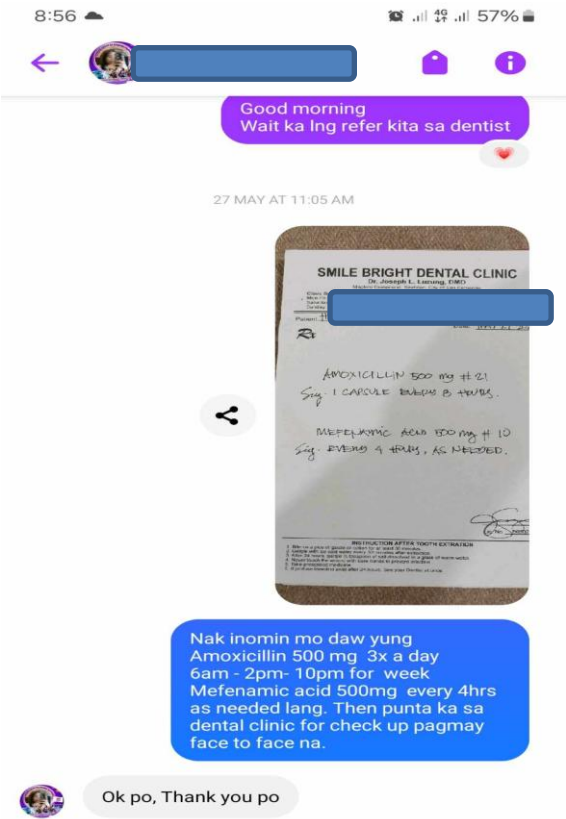 8:56
4G
57%
Good morning
Wait ka lng refer kita sa dentist
27 MAY AT 11:05 AM
SMILE BRIGHT DENTAL CLINIC
Dr. Joseph L. Lunung, DMD
Rx
AMOXICILLIN 500 mg # 21
Sig. 1 CAPSULE EVERY 8 HOURS.
MEFENAMIC ACID 500 mg # 10
Sig. EVERY 4 HOURS, AS NEEDED.
INSTRUCTION AFTER TOOTH EXTRATION
Nak inomin mo daw yung
Amoxicillin 500 mg 3x a day
6am - 2pm- 10pm for week
Mefenamic acid 500mg every 4hrs
as needed lang. Then punta ka sa
dental clinic for check up pagmay
face to face na.
Ok po, Thank you po